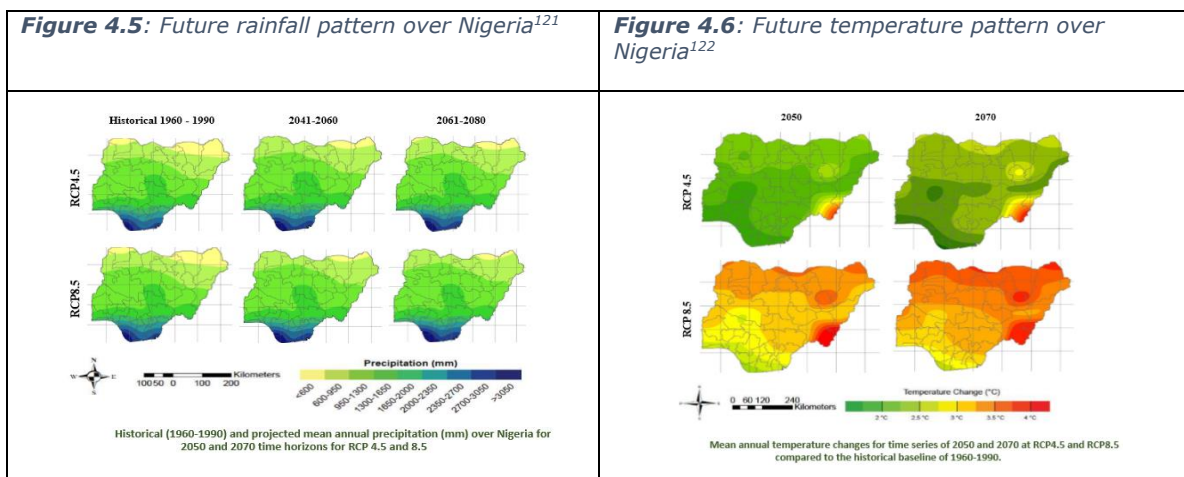 Figure 4.5: Future rainfall pattern over Nigeria121
Figure 4.6: Future temperature pattern over
Nigeria122
Historical 1960 - 1990
2041-2060
2061-2080
RCP4.5
RCP8.5
N
W
E
S
100 50 0 100 200
Kilometers
Precipitation (mm)
<600
600-950
950-1300
1300-1650
1650-2000
2000-2350
2350-2700
2700-3050
>3050
Historical (1960-1990) and projected mean annual precipitation (mm) over Nigeria for
2050 and 2070 time horizons for RCP 4.5 and 8.5
2050
2070
RCP 4.5
RCP 8.5
0 60 120 240
Kilometers
Temperature Change (°C)
2 °C
2.5 °C
3 °C
3.5 °C
4 °C
Mean annual temperature changes for time series of 2050 and 2070 at RCP4.5 and RCP8.5
compared to the historical baseline of 1960-1990.